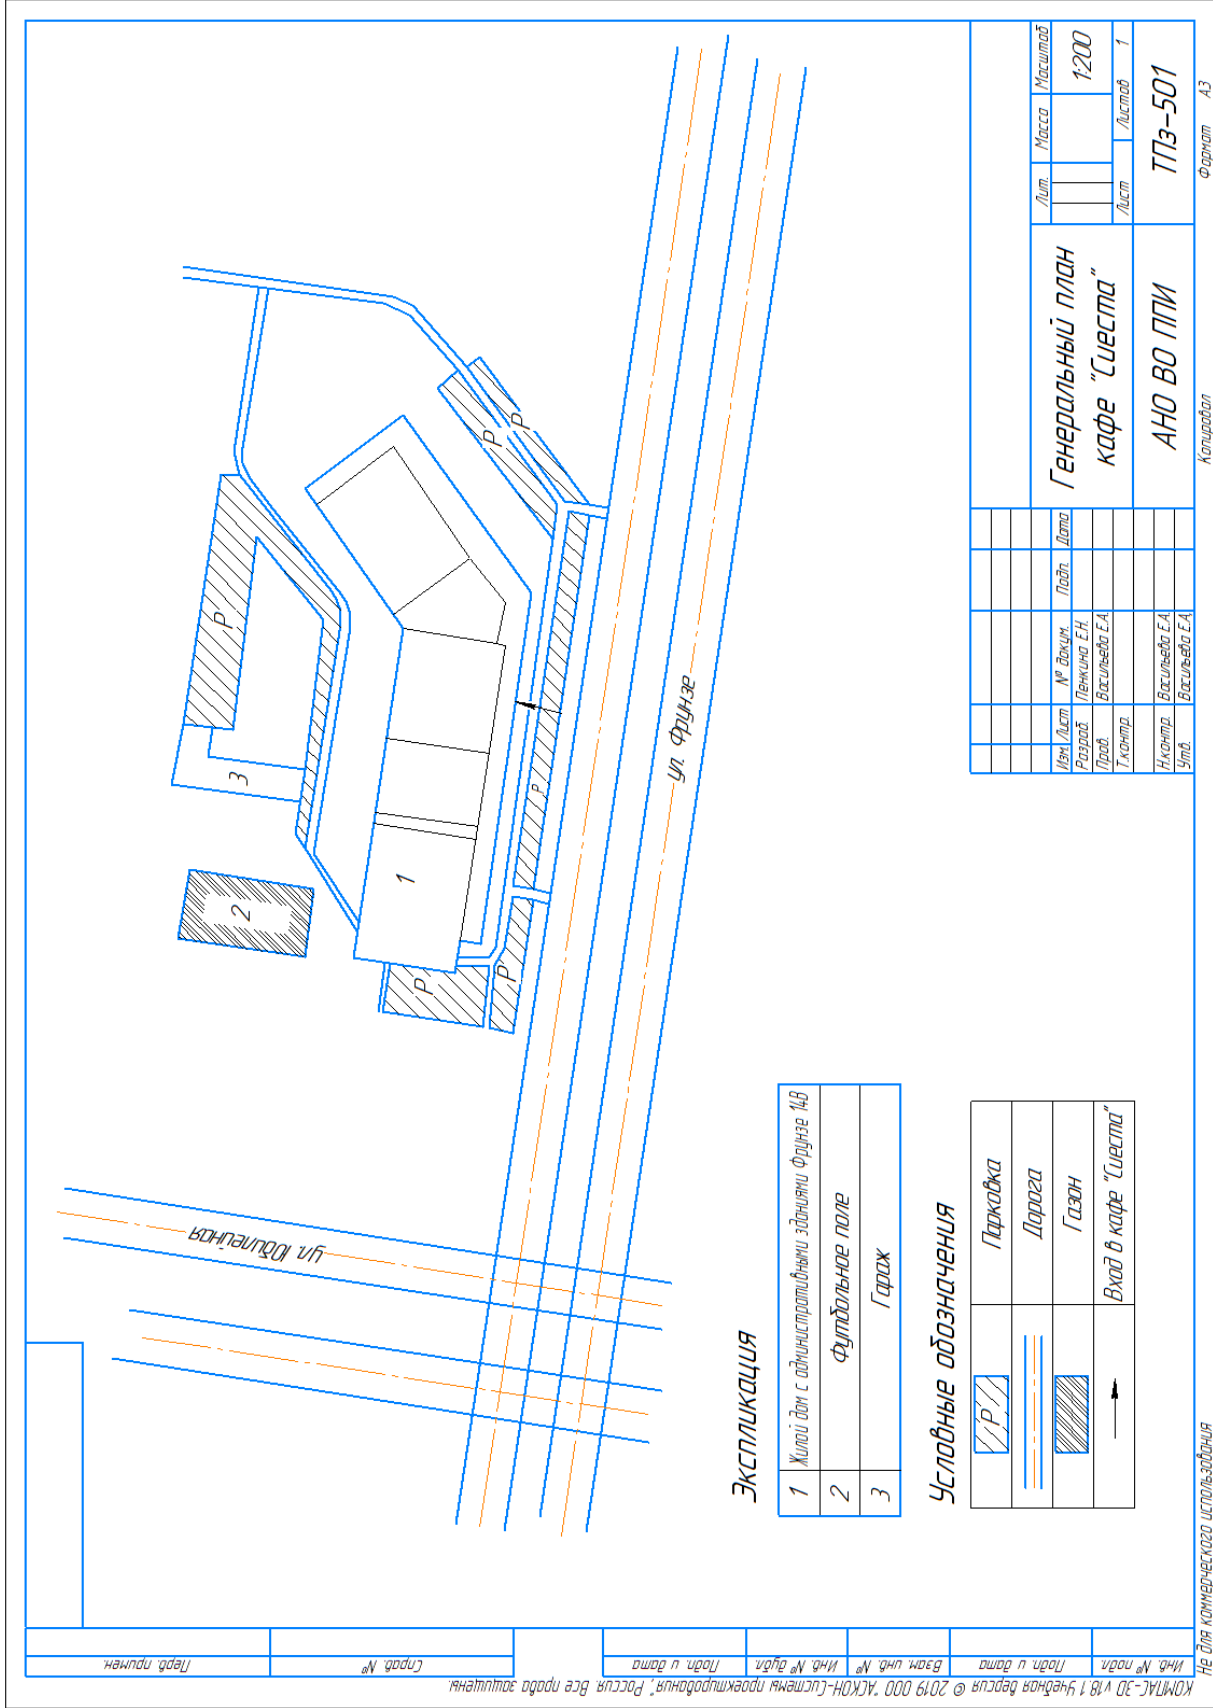 ул. Юбилейная
ул. Фрунзе
1
2
3
Р
Р
Р
Р
Р
Р
Экспликация
1 Жилой дом с административными зданиями Фрунзе 14В
2 Футбольное поле
3 Гараж
Условные обозначения
Р Парковка
Дорога
Газон
Вход в кафе "Сиеста"
Перв. примен.
Справ. №
Подп. и дата
Инв. № дубл.
Взам. инв. №
Подп. и дата
Инв. № подл.
КОМПАС-3D v18.1 Учебная версия © 2019 ООО "АСКОН-Системы проектирования", Россия. Все права защищены.
Изм. Лист № докум. Подп. Дата
Разраб. Пенкина Е.Н.
Пров. Васильева Е.А.
Т.контр.
Н.контр. Васильева Е.А.
Утв. Васильева Е.А.
Генеральный план
кафе "Сиеста"
Лит. Масса Масштаб
1:200
Лист Листов 1
АНО ВО ППИ
ТПз-501
Не для коммерческого использования
Копировал
Формат А3